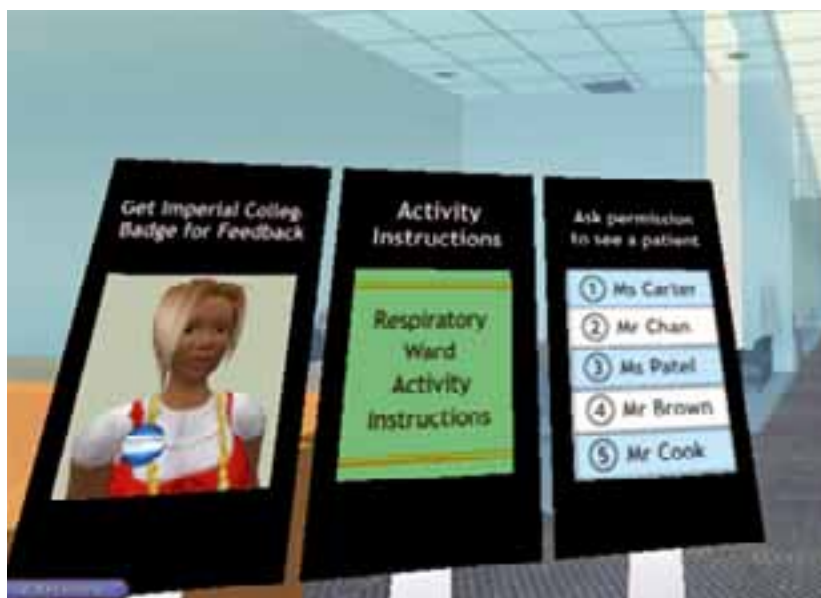 Get Imperial Colleg
Badge for Feedback
Activity
Instructions
Respiratory
Ward
Activity
Instructions
Ask permission
to see a patient
1 Ms Carter
2 Mr Chan
3 Ms Patel
4 Mr Brown
5 Mr Cook